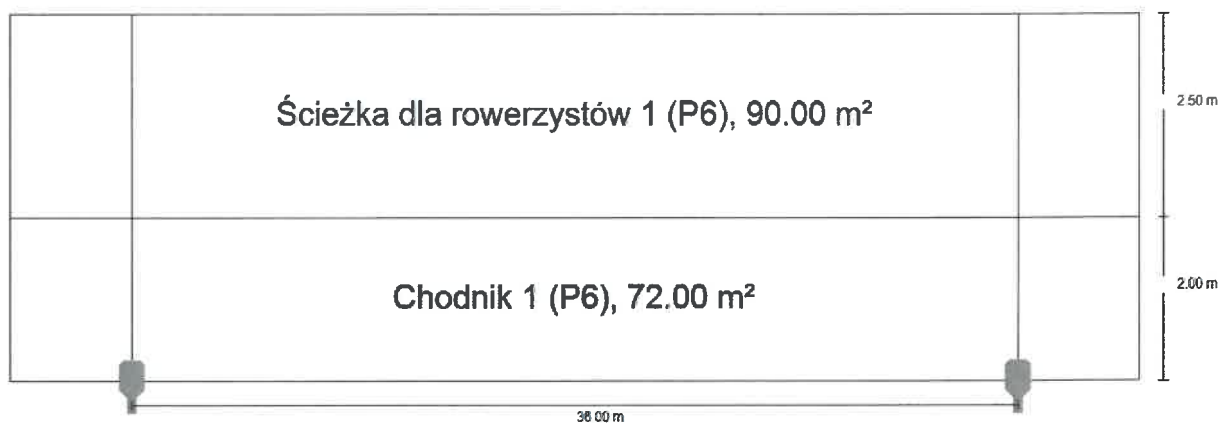 Ścieżka dla rowerzystów 1 (P6), 90.00 m²
2.50 m
Chodnik 1 (P6), 72.00 m²
2.00 m
36.00 m